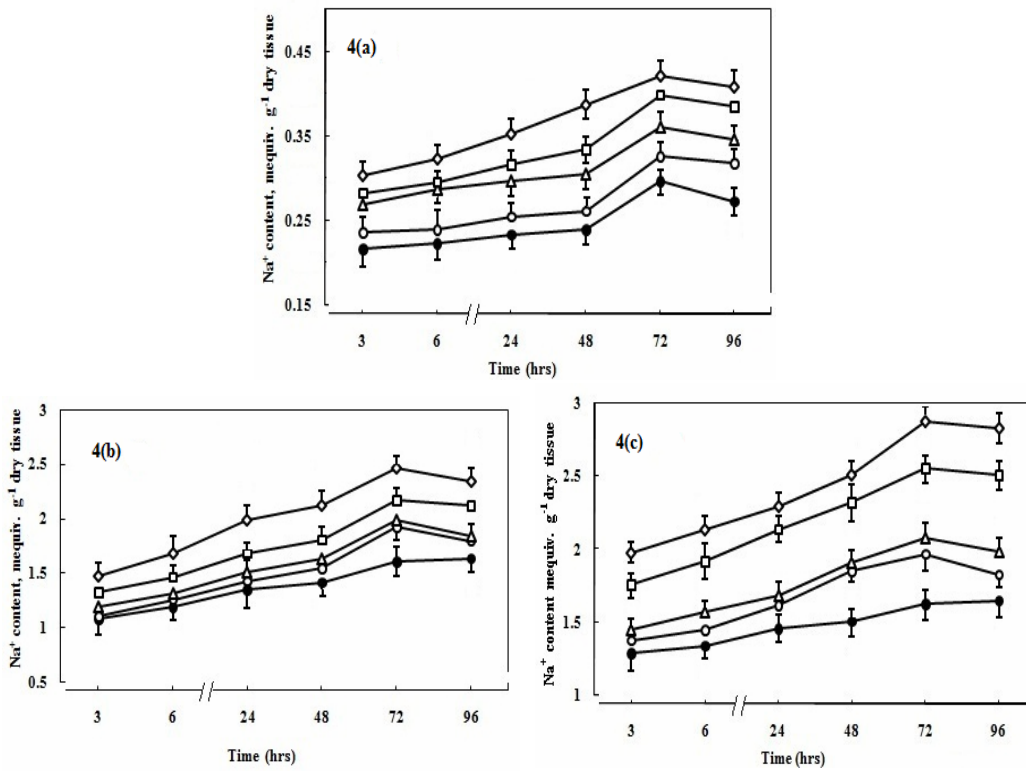 4(a)
Na⁺ content, mequiv. g⁻¹ dry tissue
0.45
0.35
0.25
0.15
3 6 24 48 72 96
Time (hrs)
4(b)
Na⁺ content, mequiv. g⁻¹ dry tissue
3
2.5
2
1.5
1
0.5
3 6 24 48 72 96
Time (hrs)
4(c)
Na⁺ content mequiv. g⁻¹ dry tissue
3
2.5
2
1.5
1
3 6 24 48 72 96
Time (hrs)